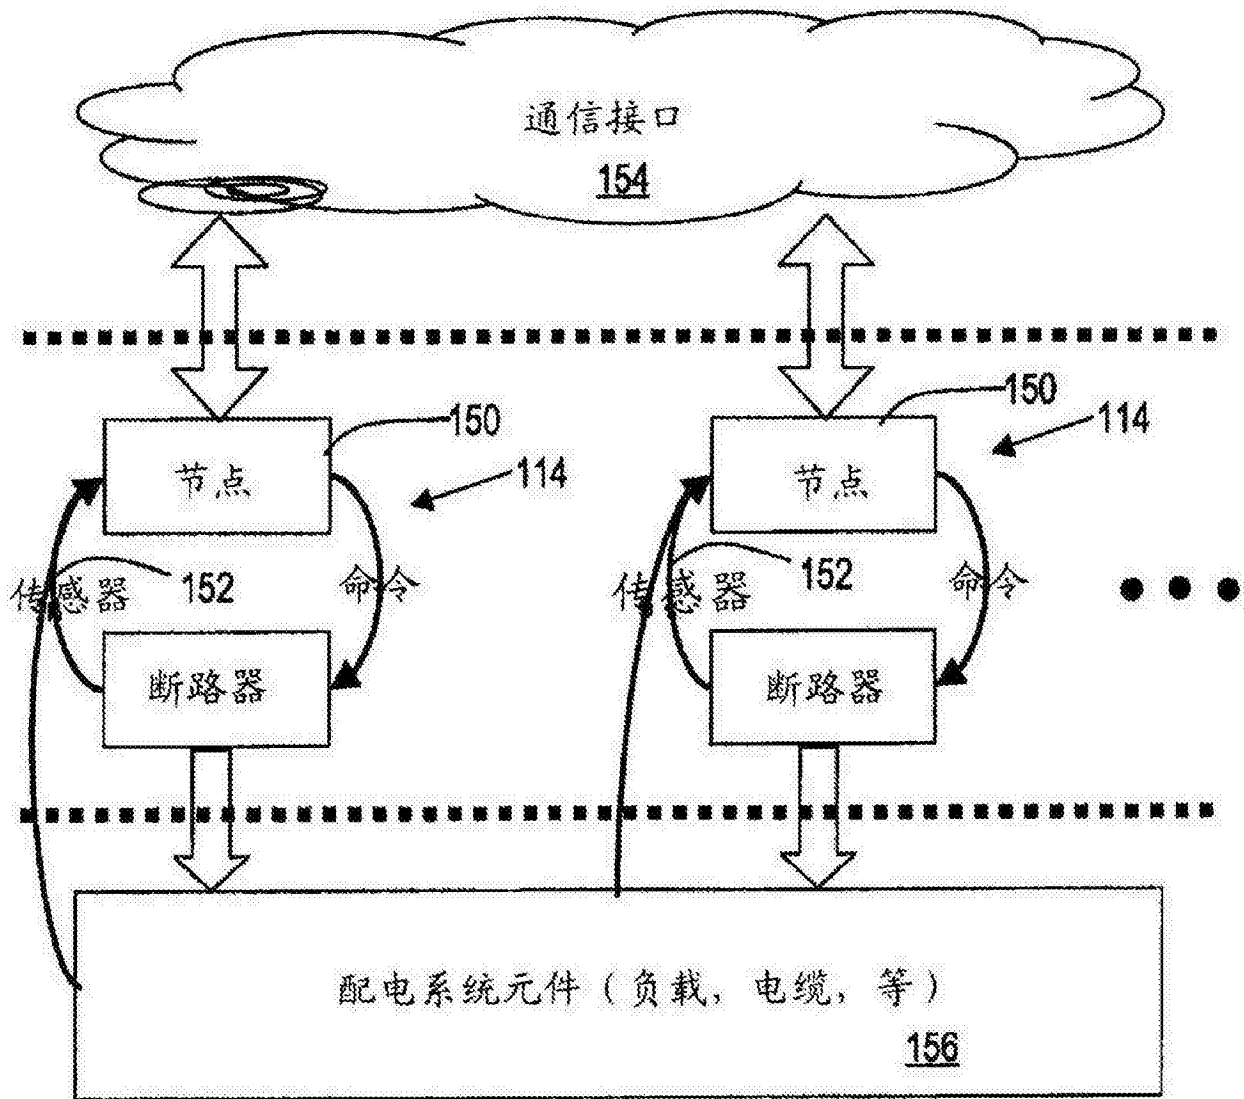 通信接口
154
150
150
114
114
节点
节点
传感器
152
命令
传感器
152
命令
断路器
断路器
配电系统元件（负载，电缆，等）
156